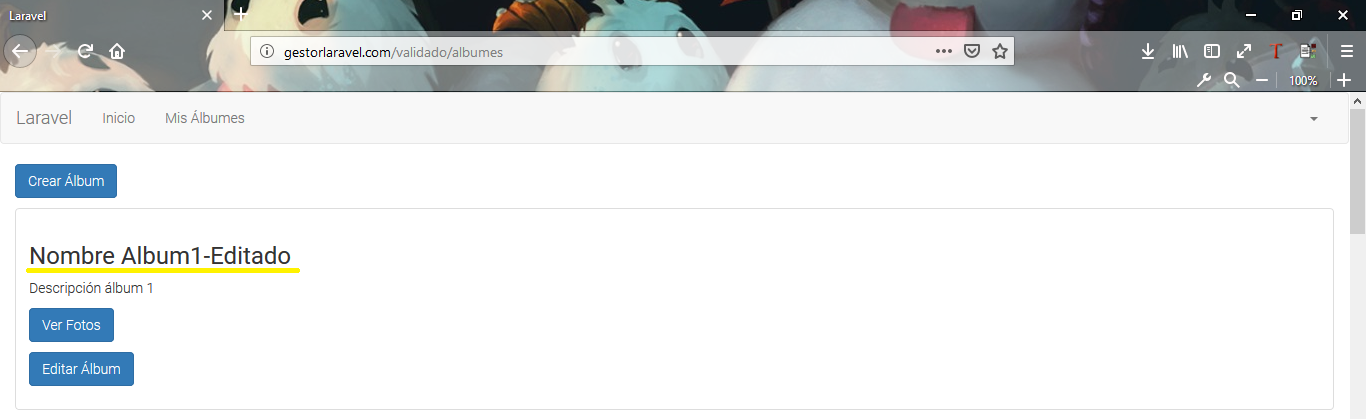 Laravel
gestorlaravel.com/validado/albumes
100%
Laravel Inicio Mis Álbumes
Crear Álbum
Nombre Album1-Editado
Descripción álbum 1
Ver Fotos
Editar Álbum